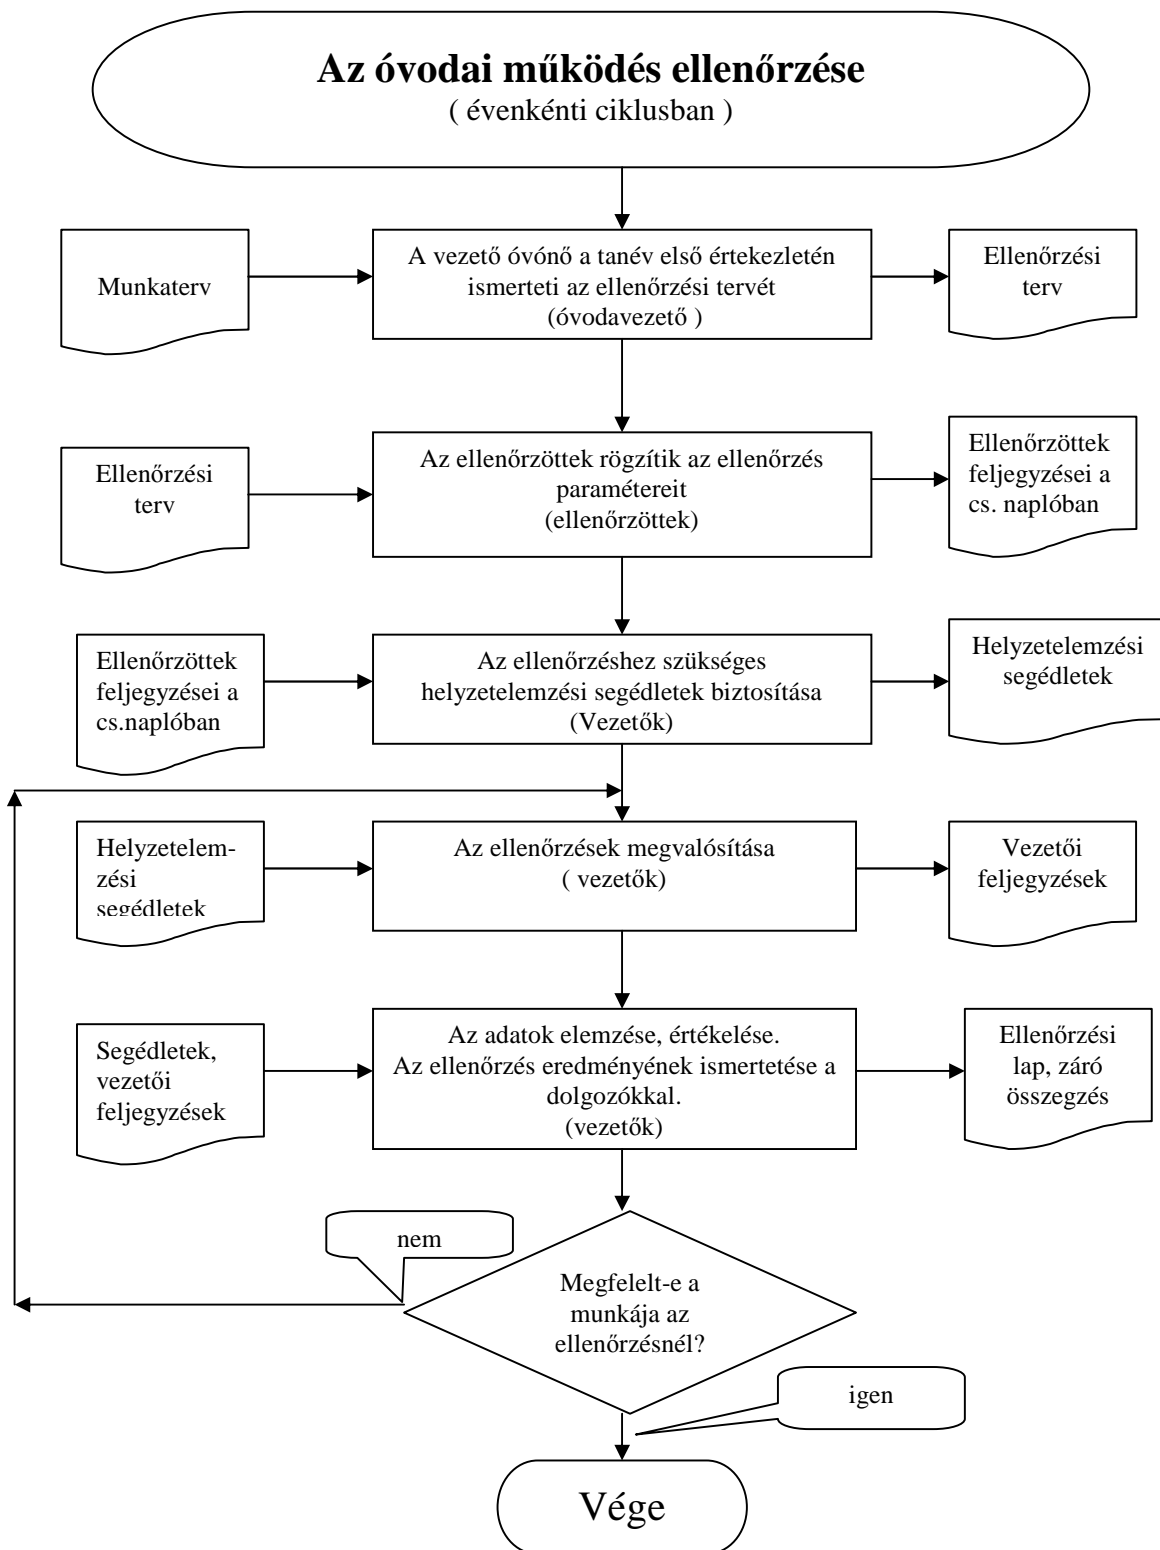 Az óvodai működés ellenőrzése
( évenkénti ciklusban )
Munkaterv
A vezető óvónő a tanév első értekezletén
ismerteti az ellenőrzési tervét
(óvodavezető )
Ellenőrzési
terv
Ellenőrzési
terv
Az ellenőrzöttek rögzítik az ellenőrzés
paramétereit
(ellenőrzöttek)
Ellenőrzöttek
feljegyzései a
cs. naplóban
Ellenőrzöttek
feljegyzései a
cs.naplóban
Az ellenőrzéshez szükséges
helyzetelemzési segédletek biztosítása
(Vezetők)
Helyzetelemzési
segédletek
Helyzetelem-
zési
segédletek
Az ellenőrzések megvalósítása
( vezetők)
Vezetői
feljegyzések
Segédletek,
vezetői
feljegyzések
Az adatok elemzése, értékelése.
Az ellenőrzés eredményének ismertetése a
dolgozókkal.
(vezetők)
Ellenőrzési
lap, záró
összegzés
nem
Megfelelt-e a
munkája az
ellenőrzésnél?
igen
Vége